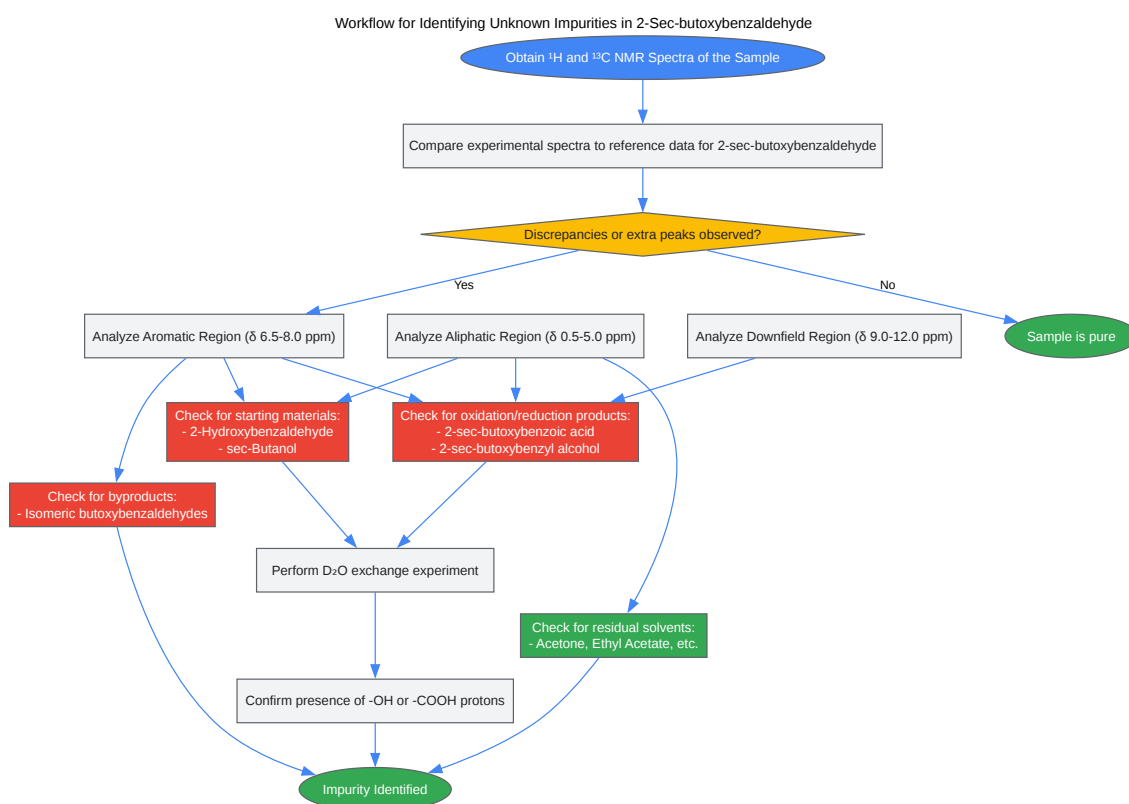 Workflow for Identifying Unknown Impurities in 2-Sec-butoxybenzaldehyde
Obtain ¹H and ¹³C NMR Spectra of the Sample
Compare experimental spectra to reference data for 2-sec-butoxybenzaldehyde
Discrepancies or extra peaks observed?
Yes
No
Analyze Aromatic Region (δ 6.5-8.0 ppm)
Analyze Aliphatic Region (δ 0.5-5.0 ppm)
Analyze Downfield Region (δ 9.0-12.0 ppm)
Sample is pure
Check for starting materials:
- 2-Hydroxybenzaldehyde
- sec-Butanol
Check for oxidation/reduction products:
- 2-sec-butoxybenzoic acid
- 2-sec-butoxybenzyl alcohol
Check for byproducts:
- Isomeric butoxybenzaldehydes
Perform D₂O exchange experiment
Check for residual solvents:
- Acetone, Ethyl Acetate, etc.
Confirm presence of -OH or -COOH protons
Impurity Identified